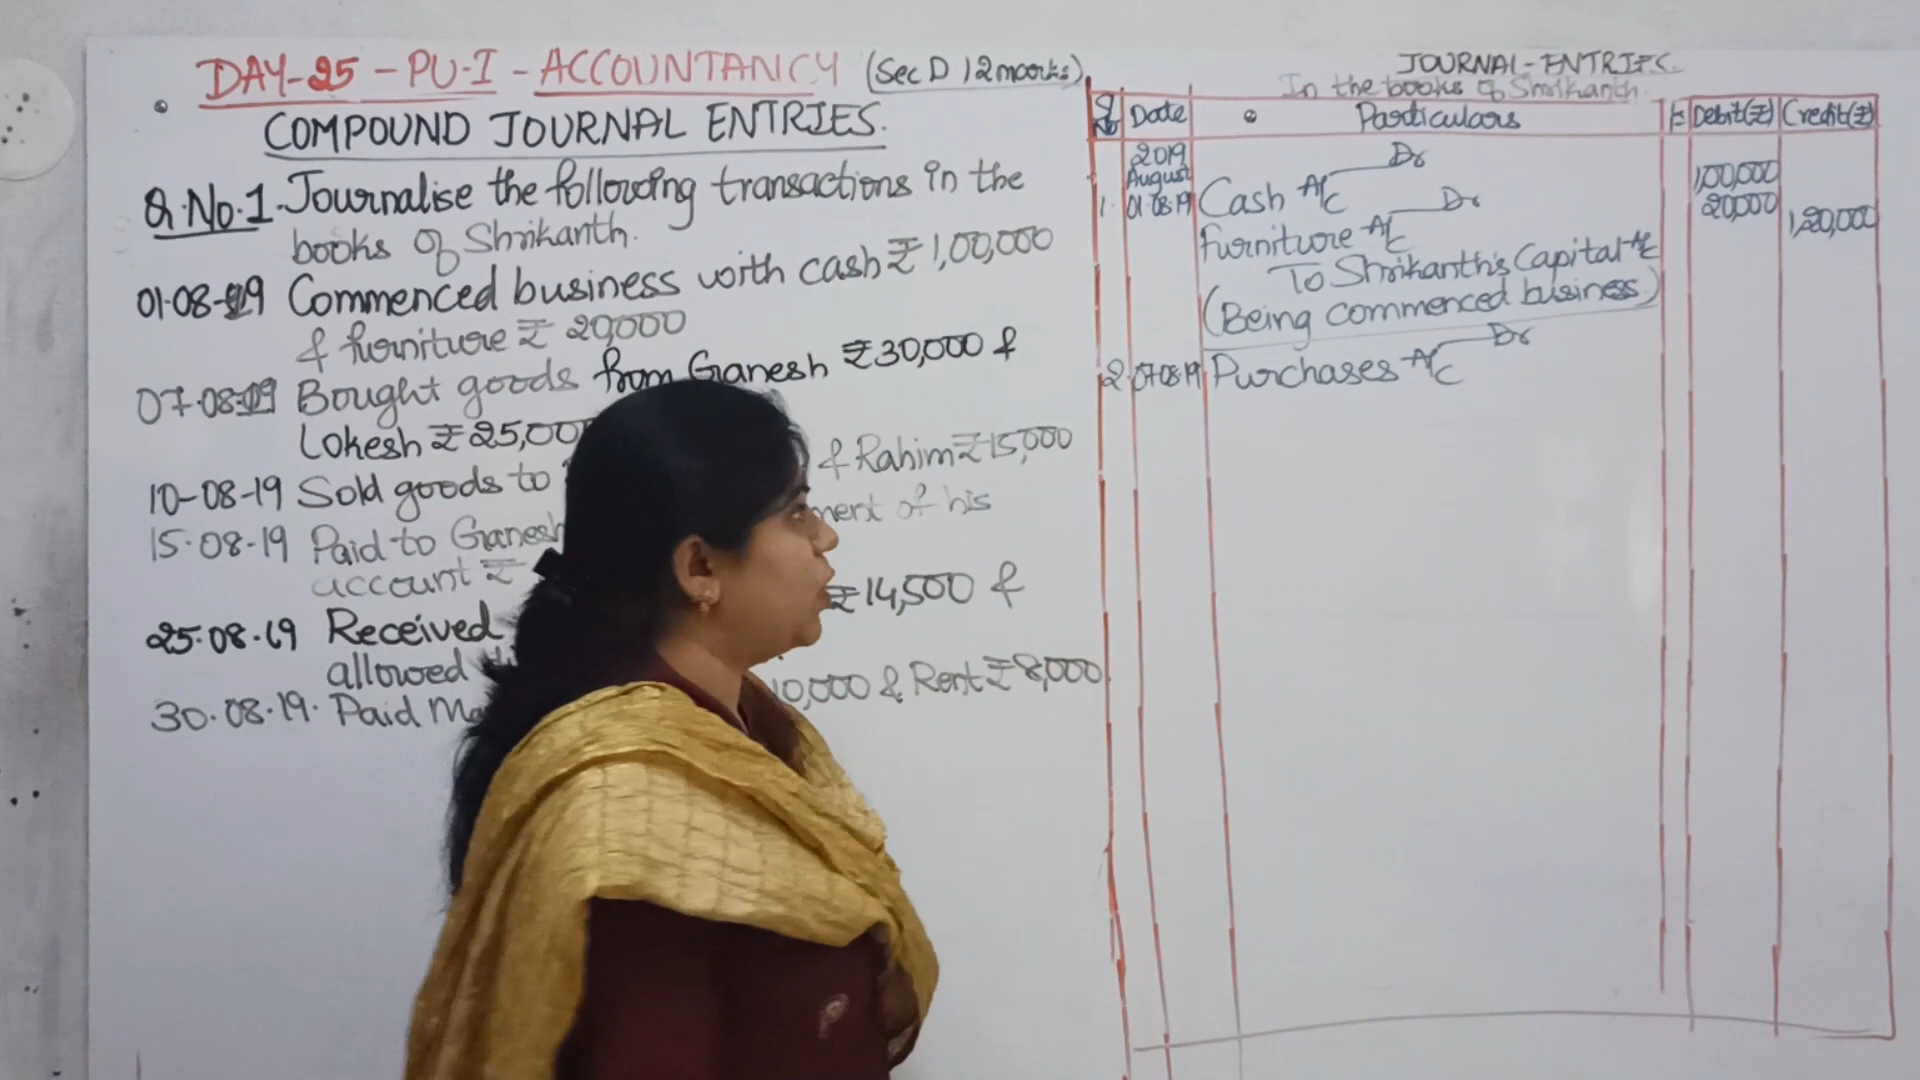 DAY-25 - PU-I - ACCOUNTANCY (Sec D 12 marks)
COMPOUND JOURNAL ENTRIES.
Q.No.1. Journalise the following transactions in the
books of Shrikanth.
01-08-19 Commenced business with cash ₹ 1,00,000
& furniture ₹ 20,000
07.08.19 Bought goods from Ganesh ₹30,000 &
Lokesh ₹ 25,000
10-08-19 Sold goods to & Rahim ₹15,000
15.08-19 Paid to Ganesh of his
account ₹
25.08.19 Received ₹14,500 &
allowed
30.08.19. Paid 10,000 & Rent ₹ 8,000
JOURNAL-ENTRIES.
In the books of Shrikanth.
Sl No Date Particulars Debit(₹) Credit(₹)
2019
August
1. 01.08.19 Cash A/c Dr 1,00,000
Furniture A/c Dr 20,000
To Shrikanth's Capital A/c 1,20,000
(Being commenced business)
2. 07.08.19 Purchases A/c Dr